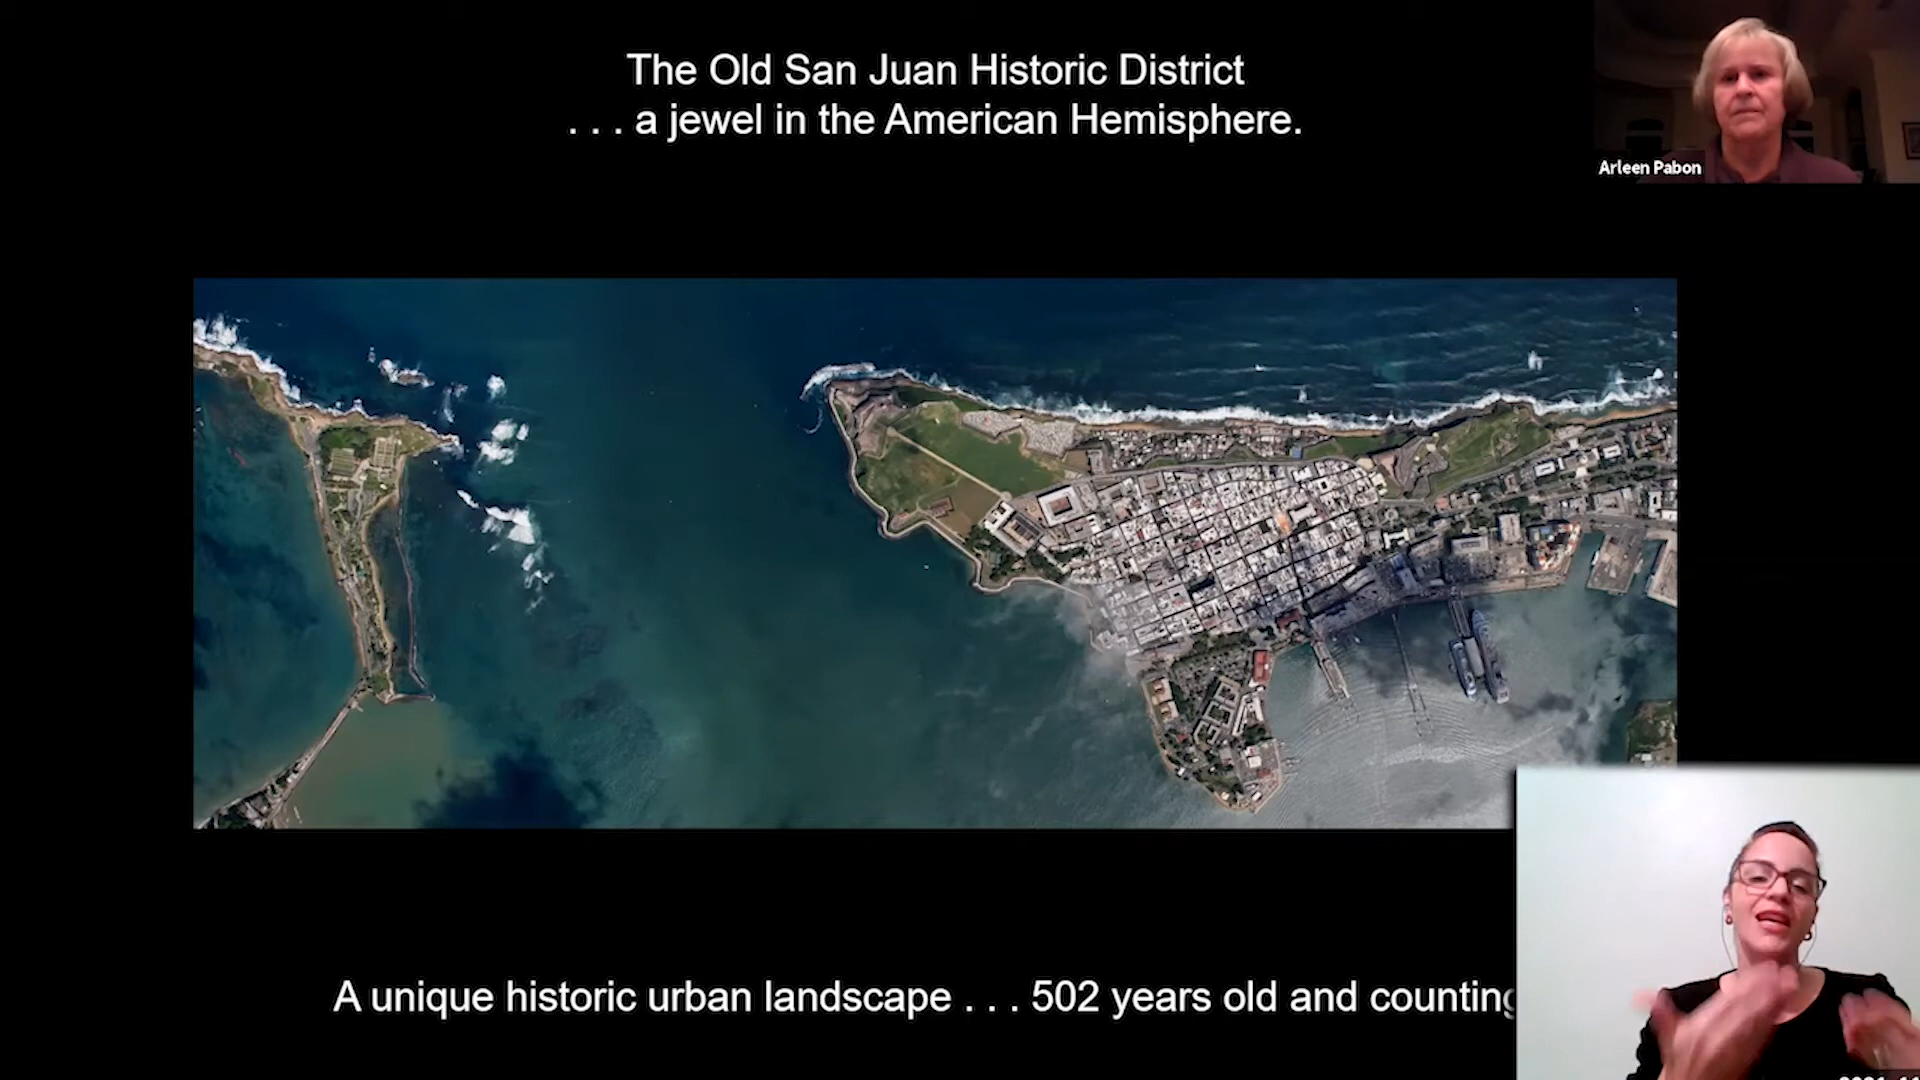 The Old San Juan Historic District
. . . a jewel in the American Hemisphere.
Arleen Pabon
A unique historic urban landscape . . . 502 years old and counting